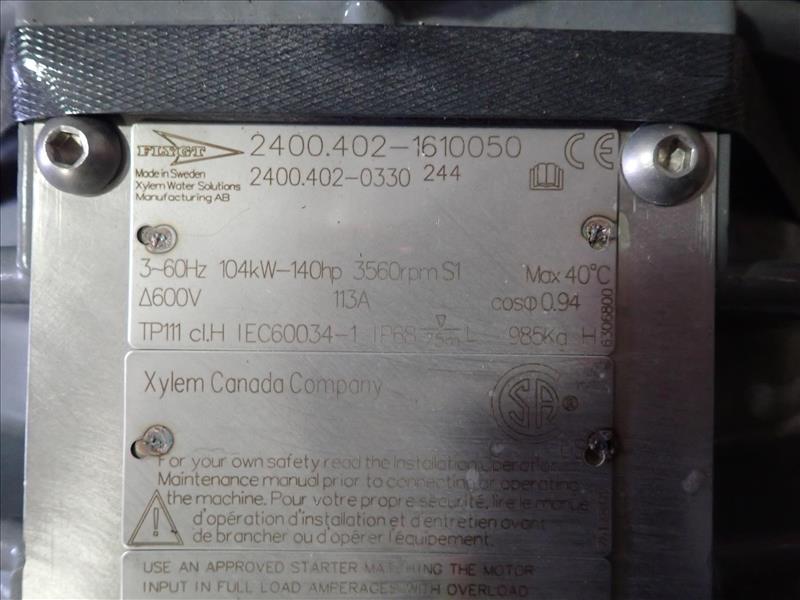 FLYGT
2400.402-1610050
CE
Made in Sweden
Xylem Water Solutions
Manufacturing AB
2400.402-0330 244
3~60Hz 104kW-140hp 3560rpm S1 Max 40°C
Δ600V 113A cosφ 0.94
TP111 cl.H IEC60034-1 IP68 25m L 985Kg H
6306800
Xylem Canada Company
SA ®
For your own safety read the Installation, Operation
Maintenance manual prior to connecting or operating
the machine. Pour votre propre sécurité, lire le manuel
d'opération d'installation et d'entretien avant
de brancher ou d'opérer l'équipement.
USE AN APPROVED STARTER MATCHING THE MOTOR
INPUT IN FULL LOAD AMPERAGES WITH OVERLOAD